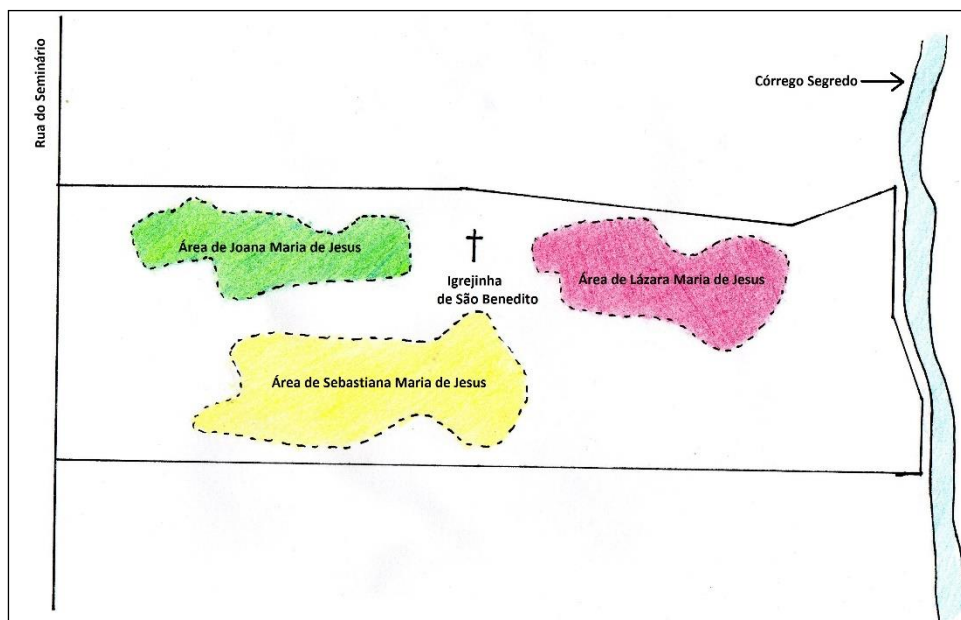 Rua do Seminário
Córrego Segredo
Área de Joana Maria de Jesus
Igrejinha
de São Benedito
Área de Lázara Maria de Jesus
Área de Sebastiana Maria de Jesus